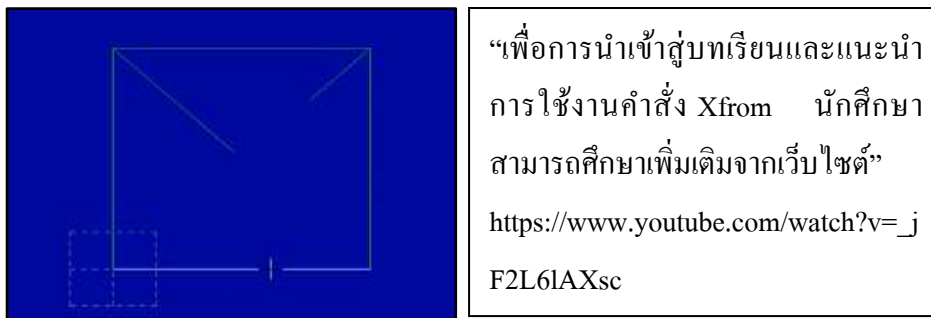 “เพื่อการนำเข้าสู่บทเรียนและแนะนำ
การใช้งานคำสั่ง Xfrom นักศึกษา
สามารถศึกษาเพิ่มเติมจากเว็บไซต์”
https://www.youtube.com/watch?v=_j
F2L6lAXsc